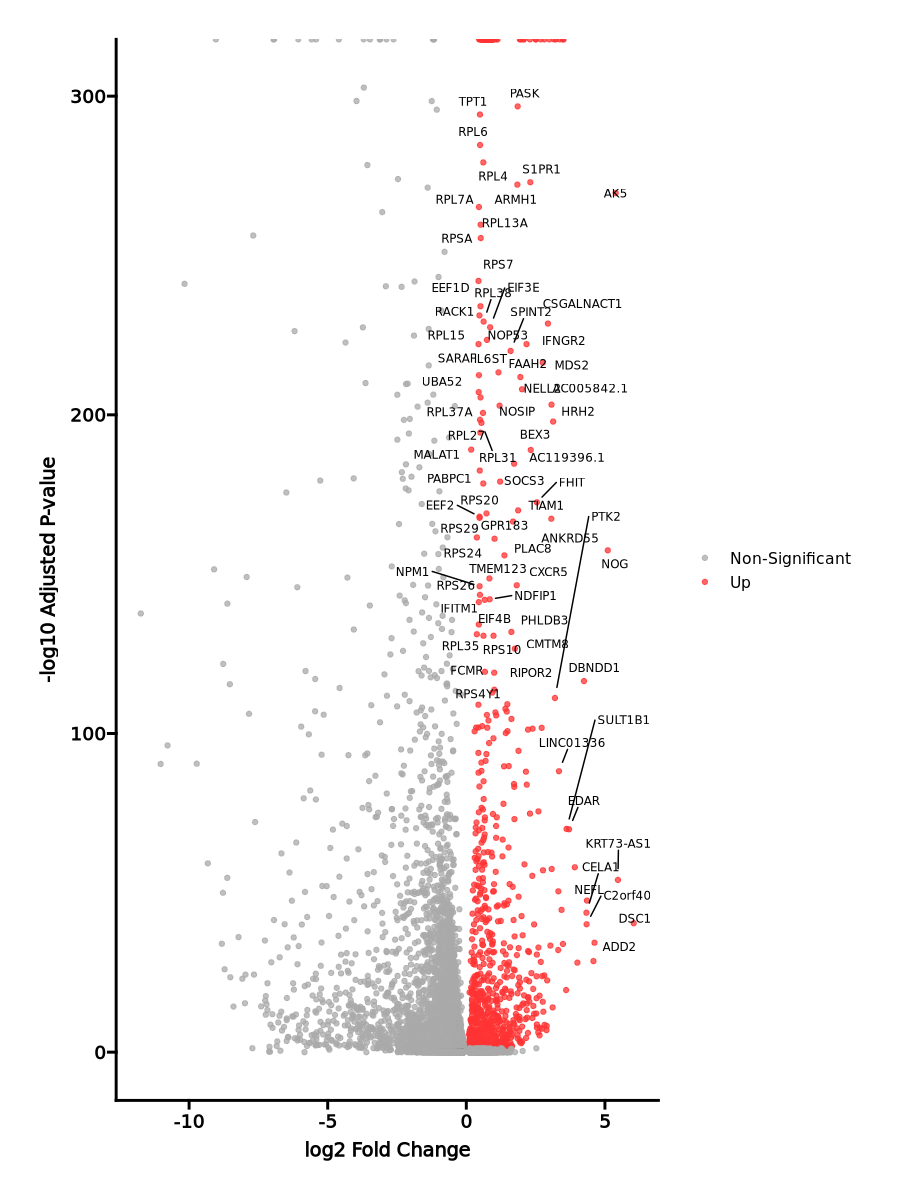 300
200
100
0
-10
-5
0
5
-log10 Adjusted P-value
log2 Fold Change
Non-Significant
Up
PASK
TPT1
RPL6
S1PR1
RPL4
AK5
RPL7A
ARMH1
RPL13A
RPSA
RPS7
EEF1D
EIF3E
RPL38
CSGALNACT1
RACK1
SPINT2
RPL15
NOP53
IFNGR2
SARAF
IL6ST
FAAH2
MDS2
UBA52
NELL2
AC005842.1
RPL37A
NOSIP
HRH2
RPL27
BEX3
MALAT1
RPL31
AC119396.1
PABPC1
SOCS3
FHIT
RPS20
EEF2
TIAM1
PTK2
RPS29
GPR183
ANKRD55
RPS24
PLAC8
NOG
NPM1
TMEM123
CXCR5
RPS26
NDFIP1
IFITM1
EIF4B
PHLDB3
RPL35
RPS10
CMTM8
FCMR
RIPOR2
DBNDD1
RPS4Y1
SULT1B1
LINC01336
EDAR
KRT73-AS1
CELA1
NEFL
C2orf40
DSC1
ADD2